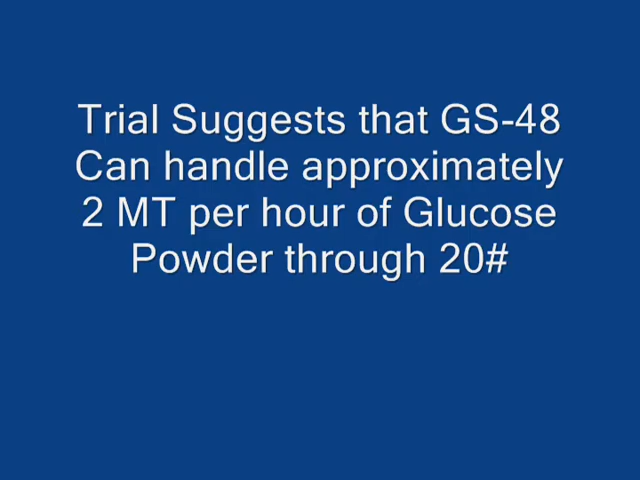 Trial Suggests that GS-48
Can handle approximately
2 MT per hour of Glucose
Powder through 20#